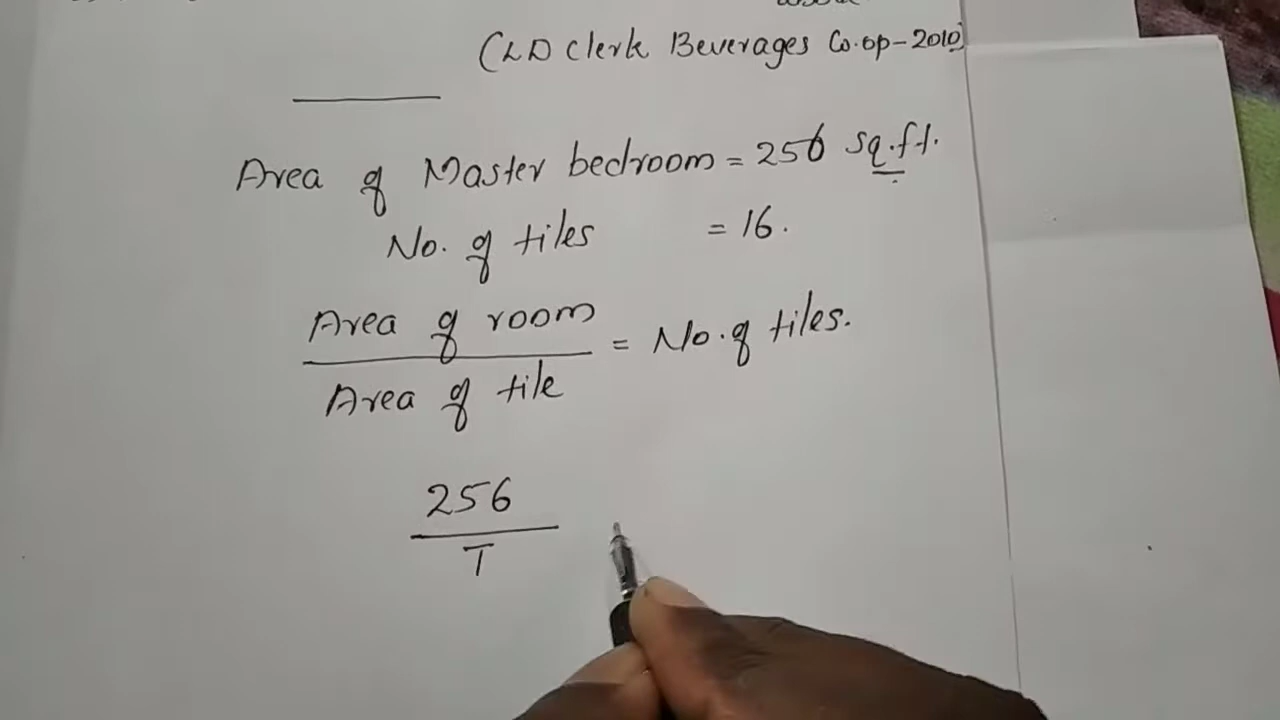 (LD Clerk Beverages Co.op-2010)
Area of Master bedroom = 256 sq.ft.
No. of tiles = 16.
Area of room
= No. of tiles.
Area of tile
256
T